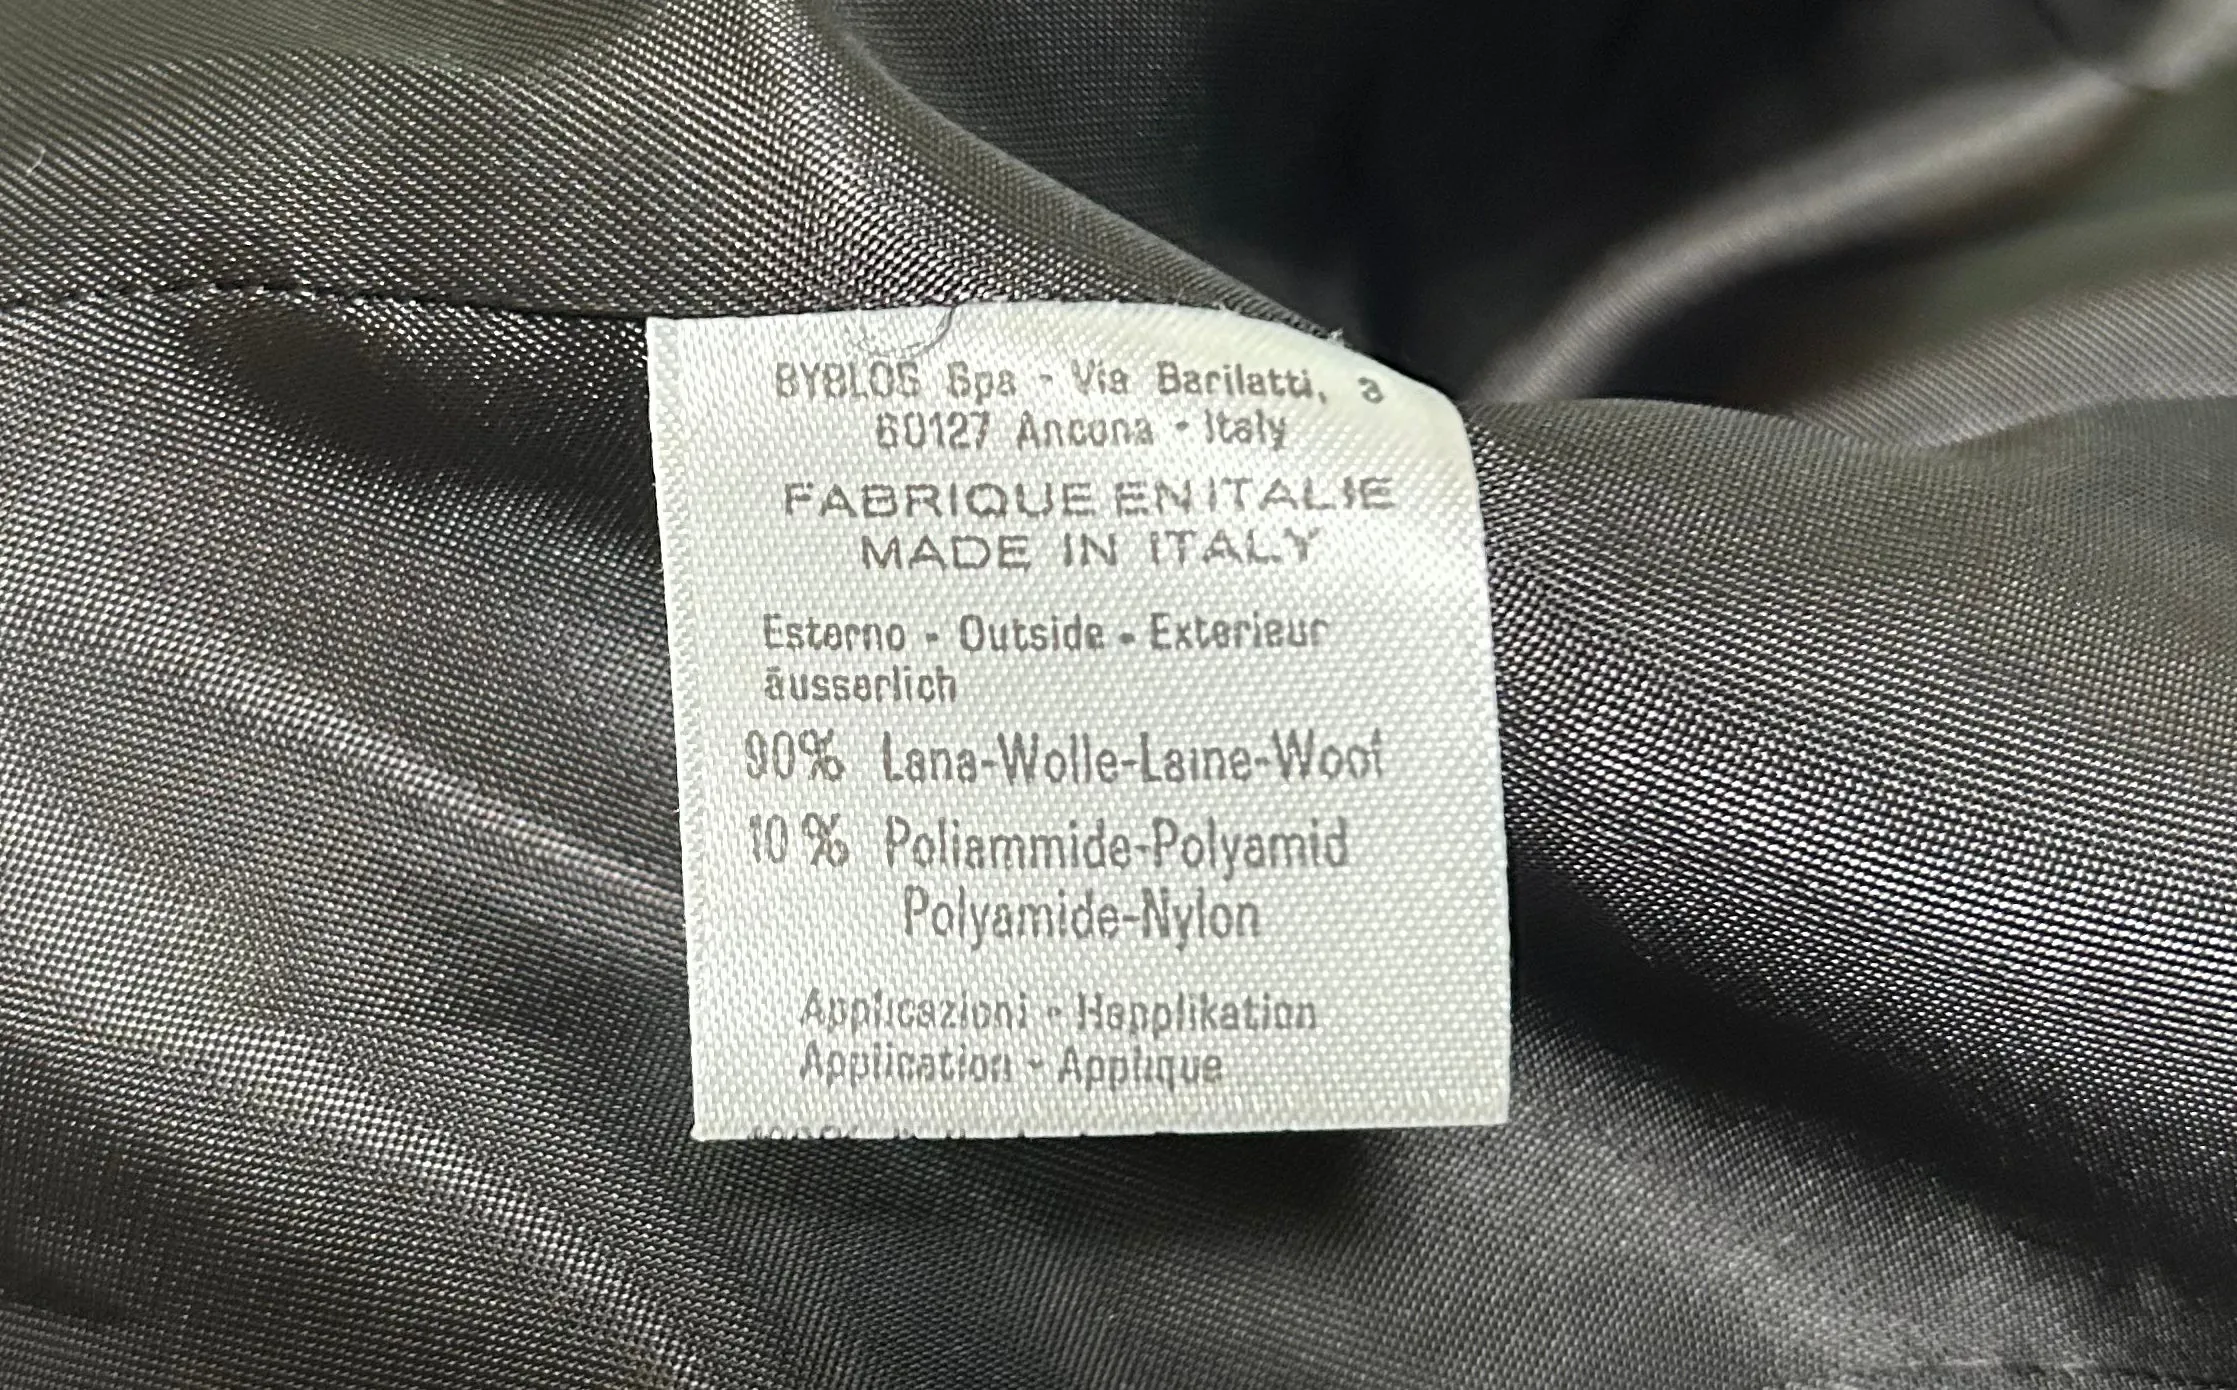 BYBLOS Spa - Via Barilatti, a
60127 Ancona - Italy
FABRIQUE EN ITALIE
MADE IN ITALY
Esterno - Outside - Exterieur
äusserlich
90% Lana-Wolle-Laine-Wool
10% Poliammide-Polyamid
Polyamide-Nylon
Applicazioni - Happlikation
Application - Applique